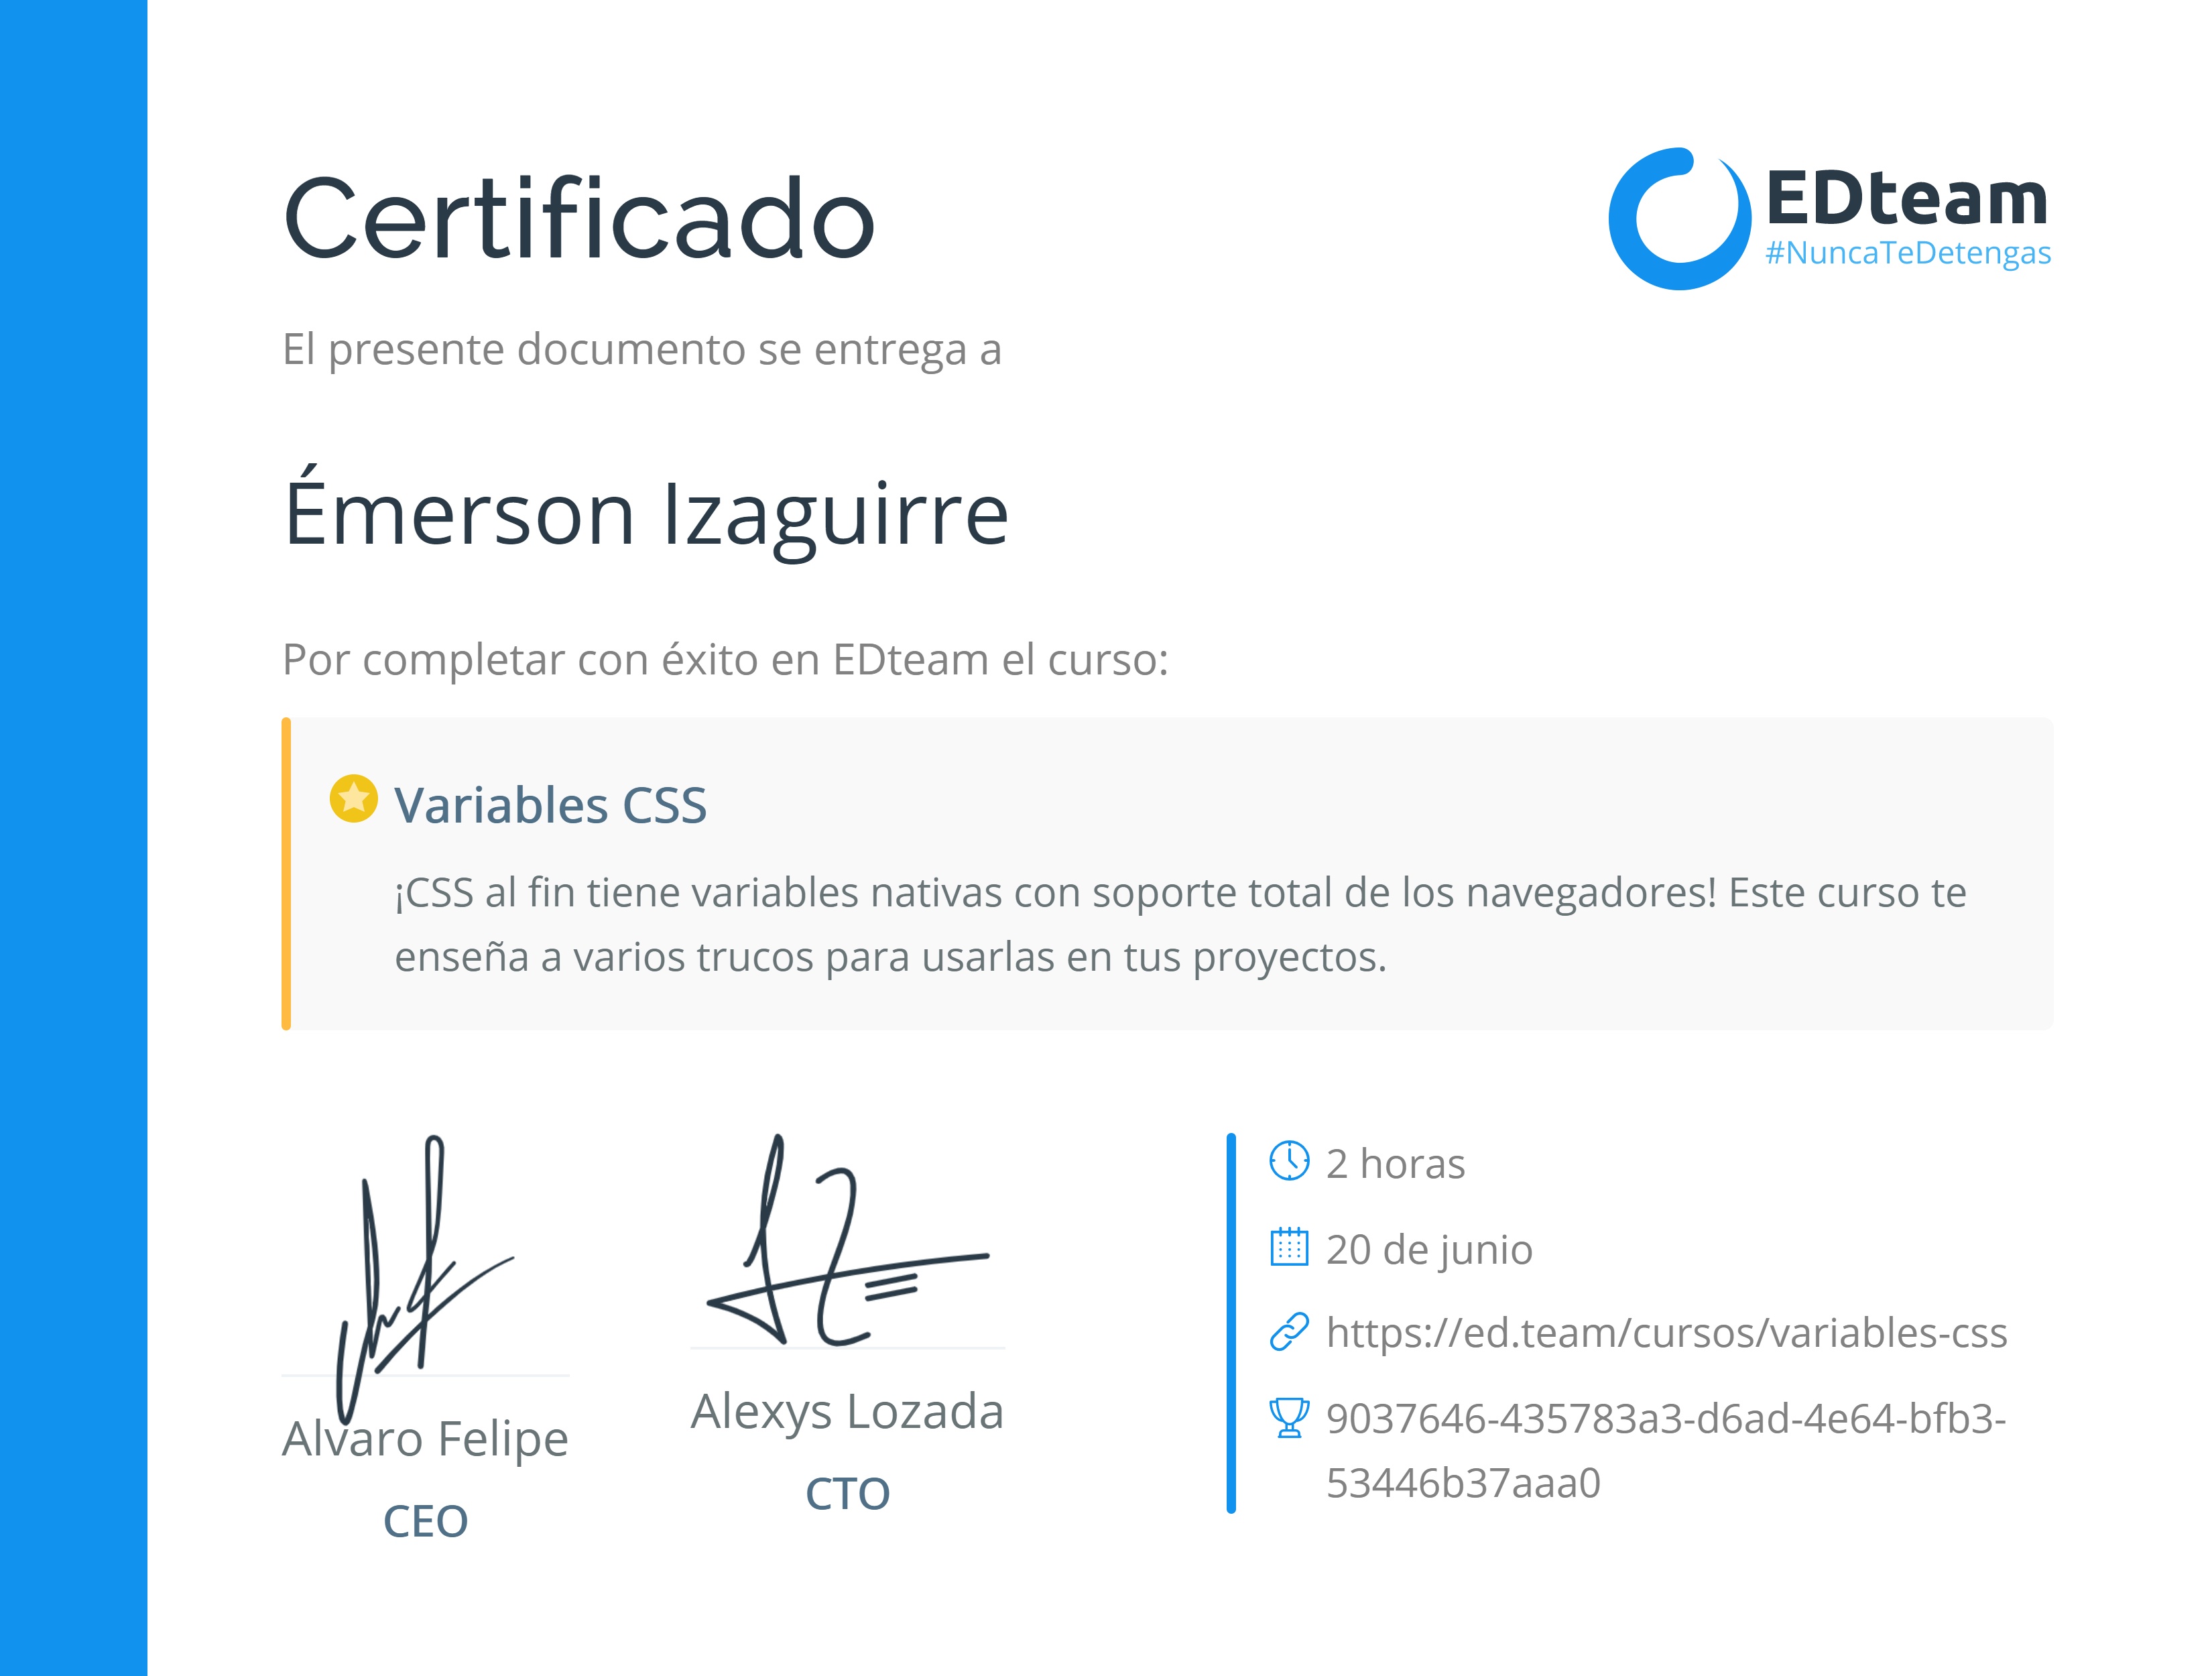 Certificado
EDteam
#NuncaTeDetengas
El presente documento se entrega a
Émerson Izaguirre
Por completar con éxito en EDteam el curso:
Variables CSS
¡CSS al fin tiene variables nativas con soporte total de los navegadores! Este curso te
enseña a varios trucos para usarlas en tus proyectos.
Alvaro Felipe
CEO
Alexys Lozada
CTO
2 horas
20 de junio
https://ed.team/cursos/variables-css
9037646-435783a3-d6ad-4e64-bfb3-
53446b37aaa0